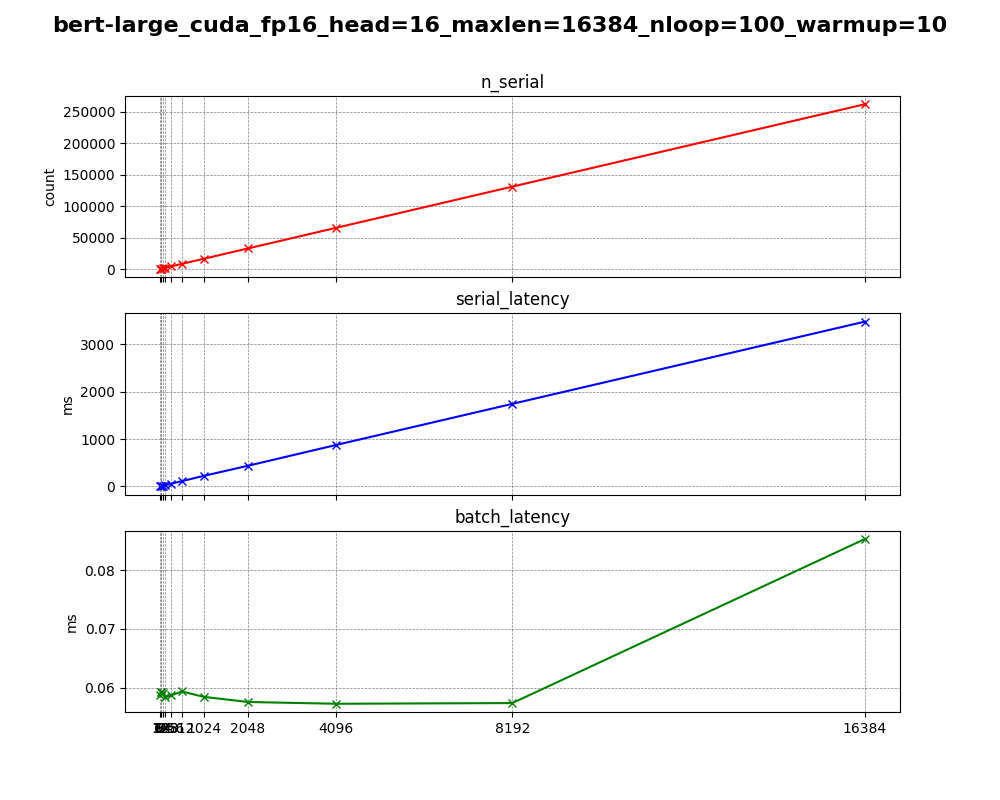 bert-large_cuda_fp16_head=16_maxlen=16384_nloop=100_warmup=10
n_serial
250000
200000
150000
100000
50000
0
count
serial_latency
3000
2000
1000
0
ms
batch_latency
0.08
0.07
0.06
ms
1024 2048 4096 8192 16384